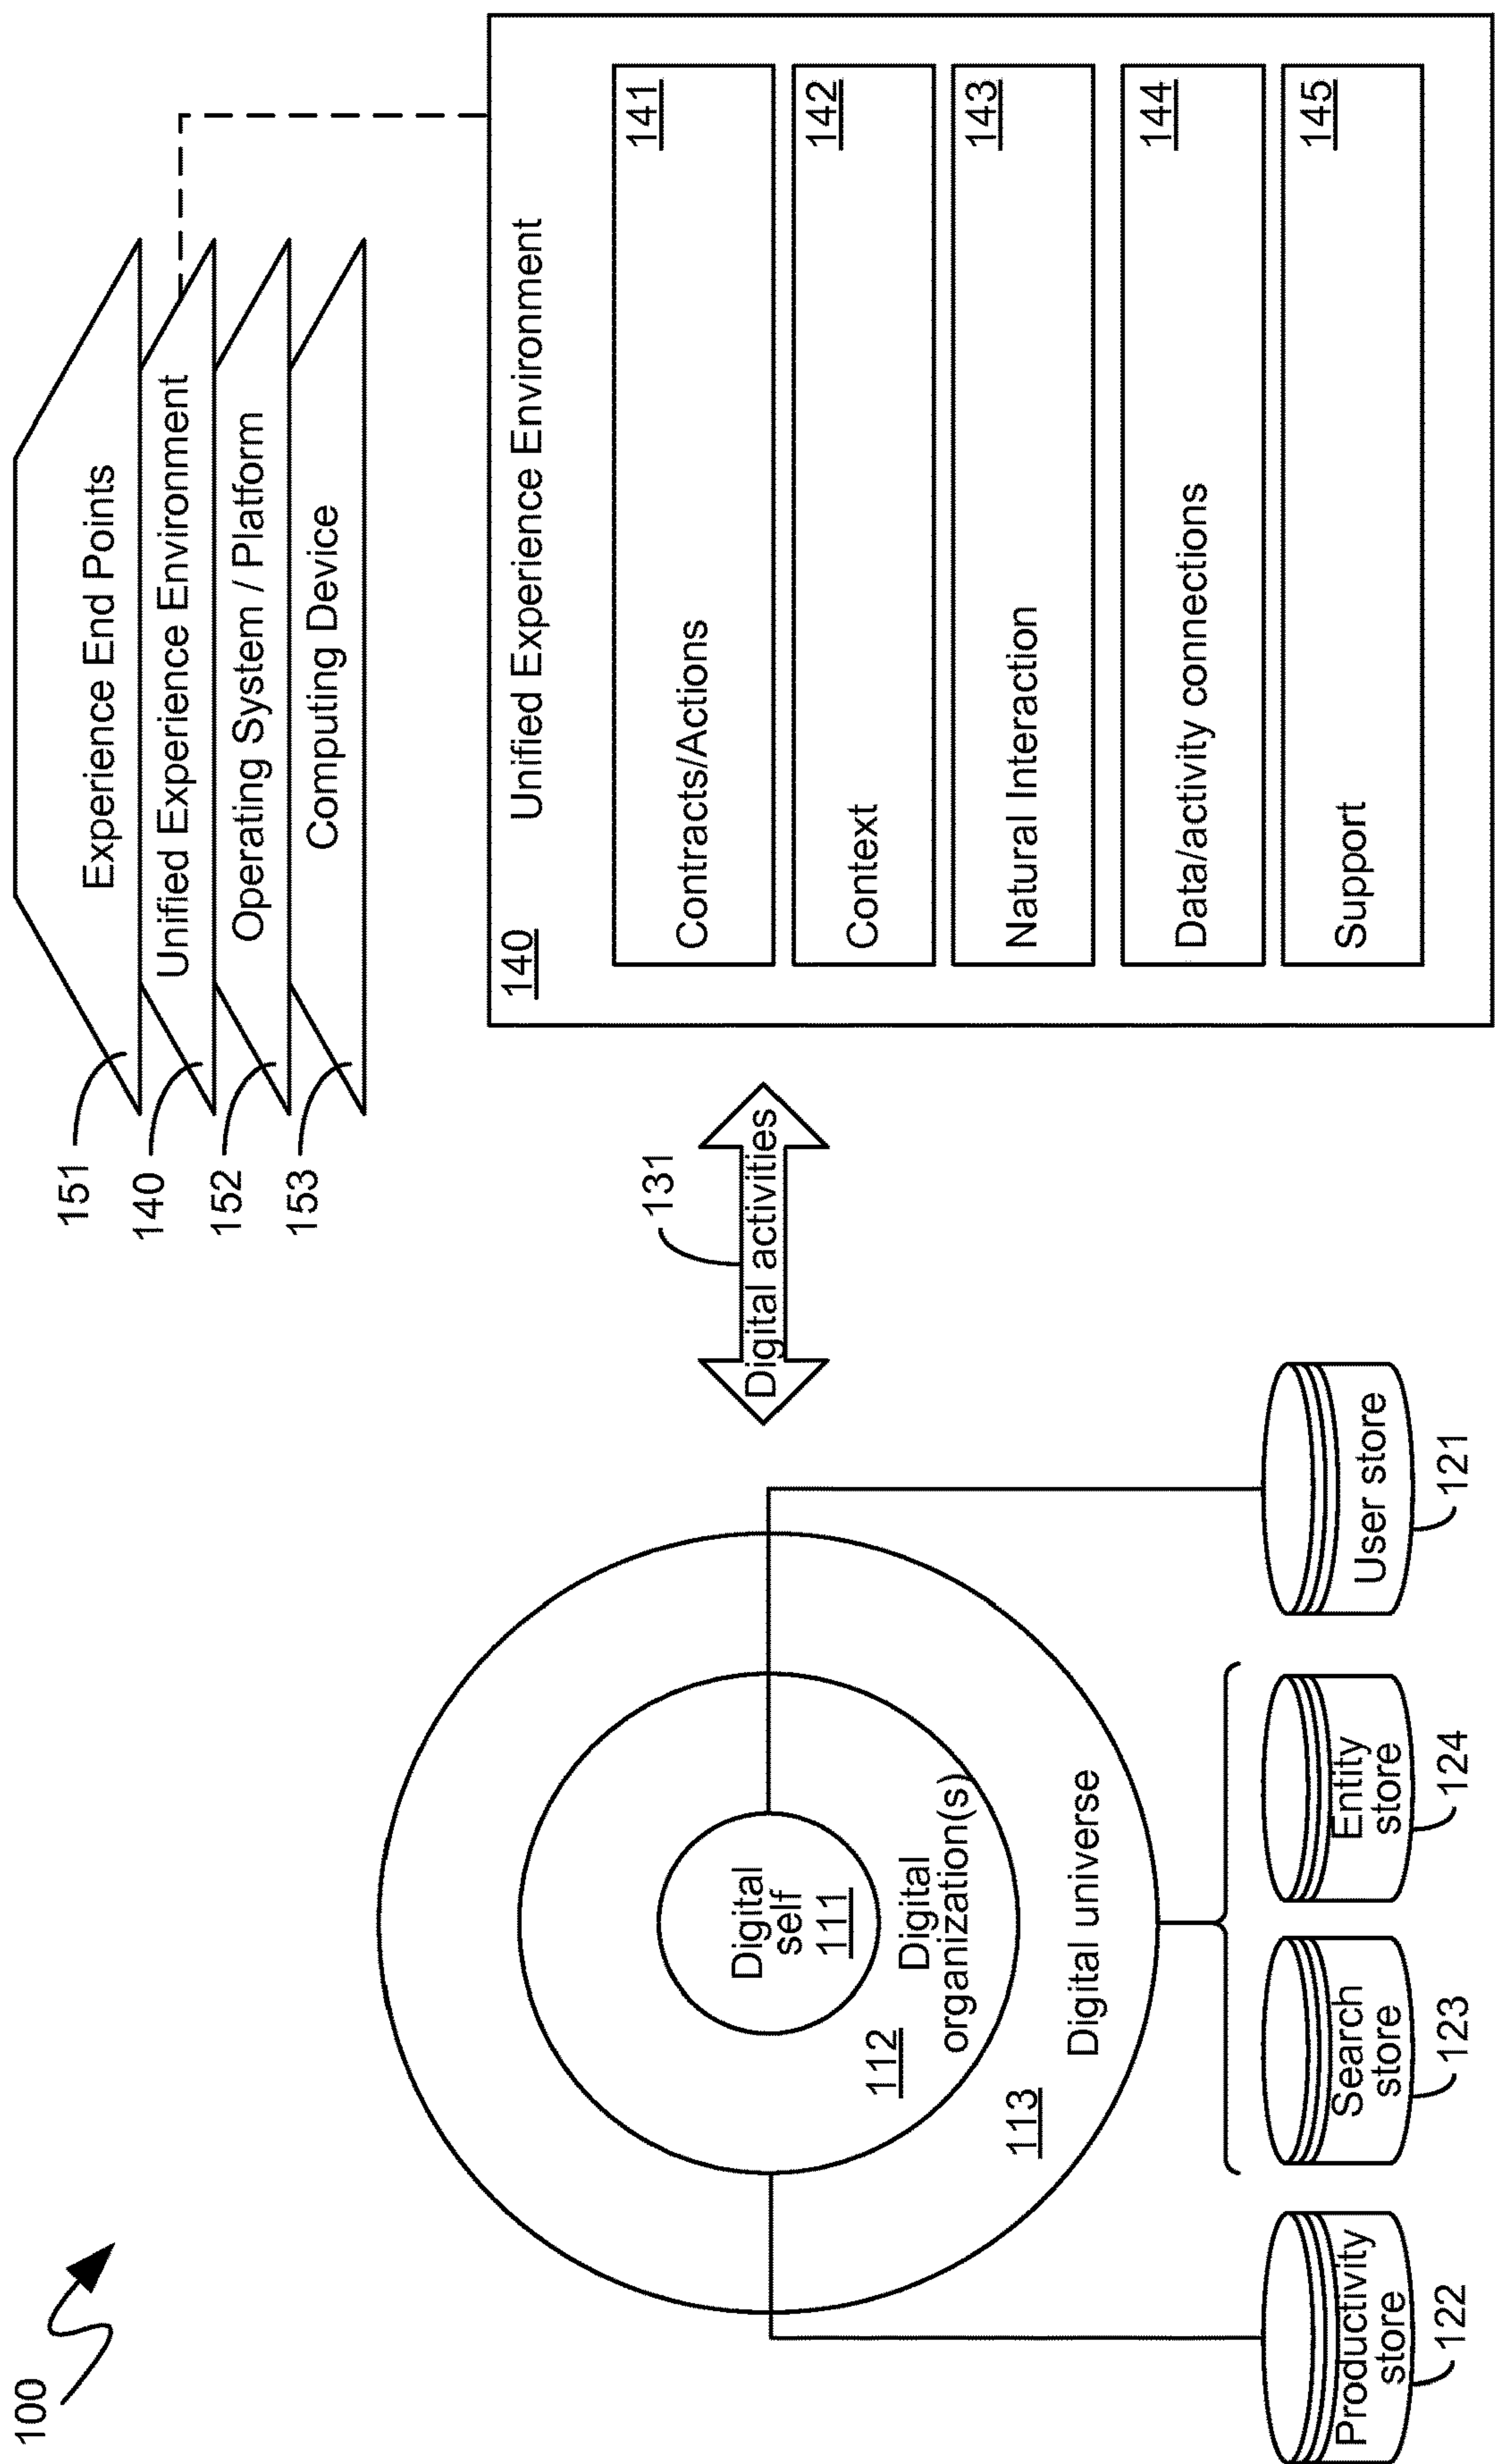 100
Experience End Points
Unified Experience Environment
Operating System / Platform
Computing Device
151
140
152
153
Digital
self
111
Digital
organization(s)
112
Digital universe
113
Digital activities
131
140
Unified Experience Environment
Contracts/Actions
141
Context
142
Natural Interaction
143
Data/activity connections
144
Support
145
Productivity
store
122
Search
store
123
Entity
store
124
User store
121